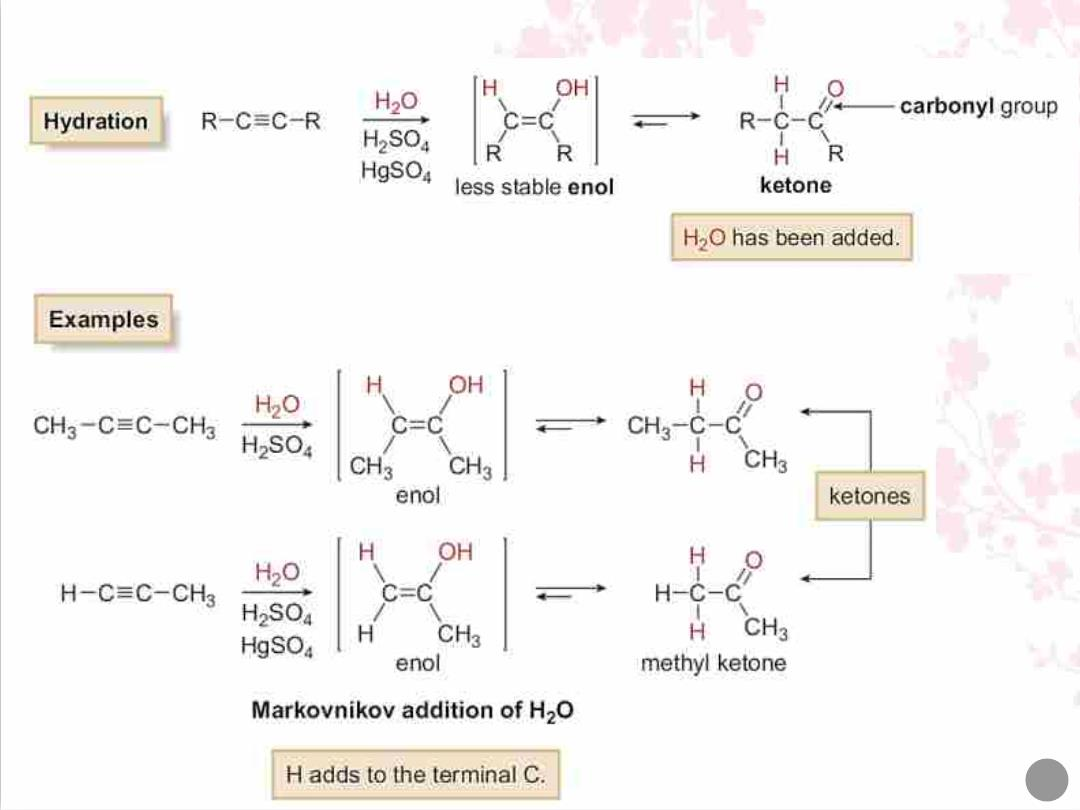 Hydration
R–C≡C–R
H₂O
H₂SO₄
HgSO₄
H OH
C=C
R R
less stable enol
H O
R–C–C
H R
ketone
carbonyl group
H₂O has been added.
Examples
CH₃–C≡C–CH₃
H₂O
H₂SO₄
H OH
C=C
CH₃ CH₃
enol
H O
CH₃–C–C
H CH₃
ketones
H–C≡C–CH₃
H₂O
H₂SO₄
HgSO₄
H OH
C=C
H CH₃
enol
H O
H–C–C
H CH₃
methyl ketone
Markovnikov addition of H₂O
H adds to the terminal C.